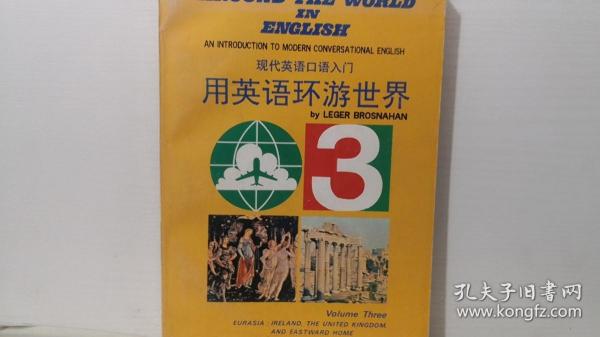 AROUND THE WORLD
IN
ENGLISH
AN INTRODUCTION TO MODERN CONVERSATIONAL ENGLISH
现代英语口语入门
用英语环游世界
by LEGER BROSNAHAN
3
Volume Three
EURASIA : IRELAND, THE UNITED KINGDOM,
AND EASTWARD HOME
孔夫子旧书网
www.kongfz.com